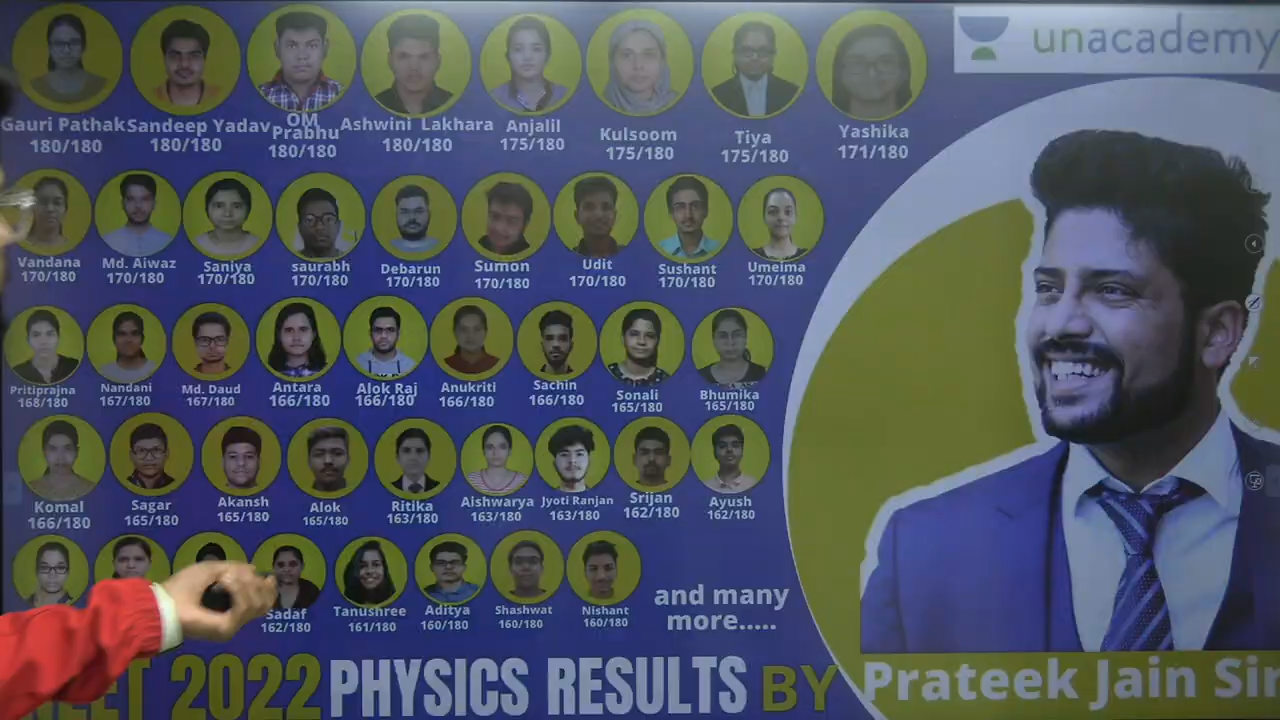 unacademy
Gauri Pathak Sandeep Yadav OM Prabhu Ashwini Lakhara Anjalil Kulsoom Tiya Yashika
180/180 180/180 180/180 180/180 175/180 175/180 175/180 171/180
Vandana Md. Aiwaz Saniya saurabh Debarun Sumon Udit Sushant Umeima
170/180 170/180 170/180 170/180 170/180 170/180 170/180 170/180 170/180
Pritiprajna Nandani Md. Daud Antara Alok Raj Anukriti Sachin Sonali Bhumika
168/180 167/180 167/180 166/180 166/180 166/180 166/180 165/180 165/180
Komal Sagar Akansh Alok Ritika Aishwarya Jyoti Ranjan Srijan Ayush
166/180 165/180 165/180 165/180 163/180 163/180 163/180 162/180 162/180
Sadaf Tanushree Aditya Shashwat Nishant
162/180 161/180 160/180 160/180 160/180
and many
more.....
2022 PHYSICS RESULTS BY
Prateek Jain Sir